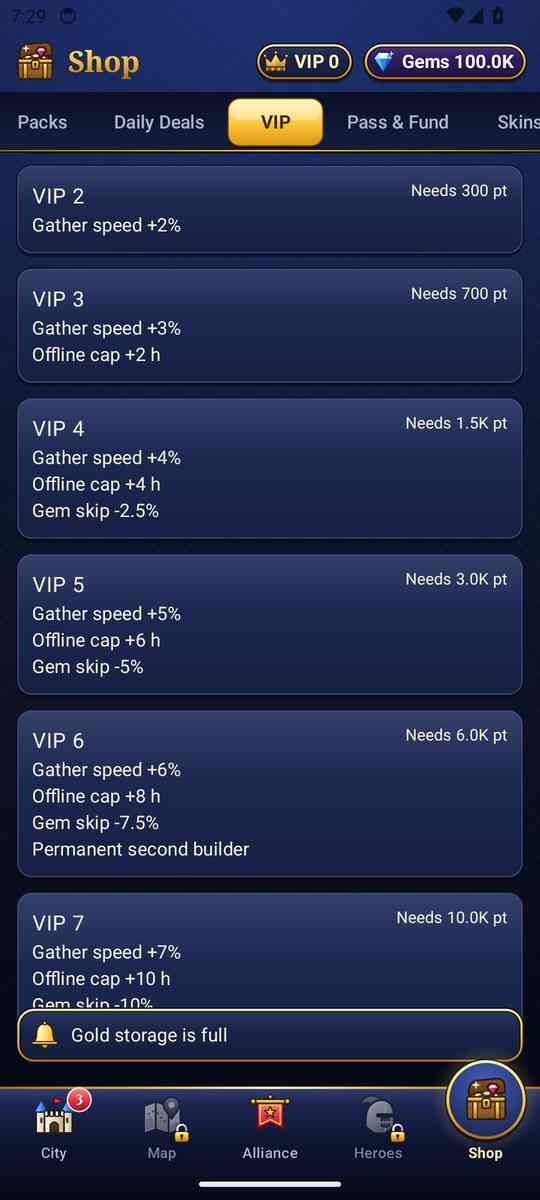 7:29
Shop
VIP 0
Gems 100.0K
Packs
Daily Deals
VIP
Pass & Fund
Skins
VIP 2
Needs 300 pt
Gather speed +2%
VIP 3
Needs 700 pt
Gather speed +3%
Offline cap +2 h
VIP 4
Needs 1.5K pt
Gather speed +4%
Offline cap +4 h
Gem skip -2.5%
VIP 5
Needs 3.0K pt
Gather speed +5%
Offline cap +6 h
Gem skip -5%
VIP 6
Needs 6.0K pt
Gather speed +6%
Offline cap +8 h
Gem skip -7.5%
Permanent second builder
VIP 7
Needs 10.0K pt
Gather speed +7%
Offline cap +10 h
Gem skip -10%
Gold storage is full
3
City
Map
Alliance
Heroes
Shop